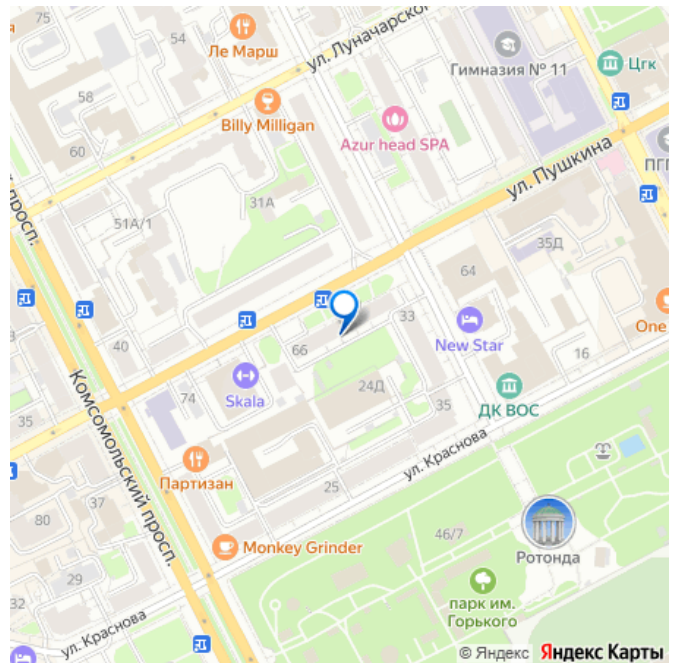 75
54
Ле Марш
ул. Луначарског
Гимназия № 11
Цгк
58
Billy Milligan
Azur head SPA
60
ул. Пушкина
просп.
51А/1
31А
35Д
64
33
New Star
One
40
66
16
3
Skala
24Д
74
35
ДК ВОС
35
Комсомольский просп.
ул. Краснова
Партизан
25
37
80
Monkey Grinder
46/7
Ротонда
29
парк им.
Горького
32
ул. Краснова
© Яндекс Яндекс Карты